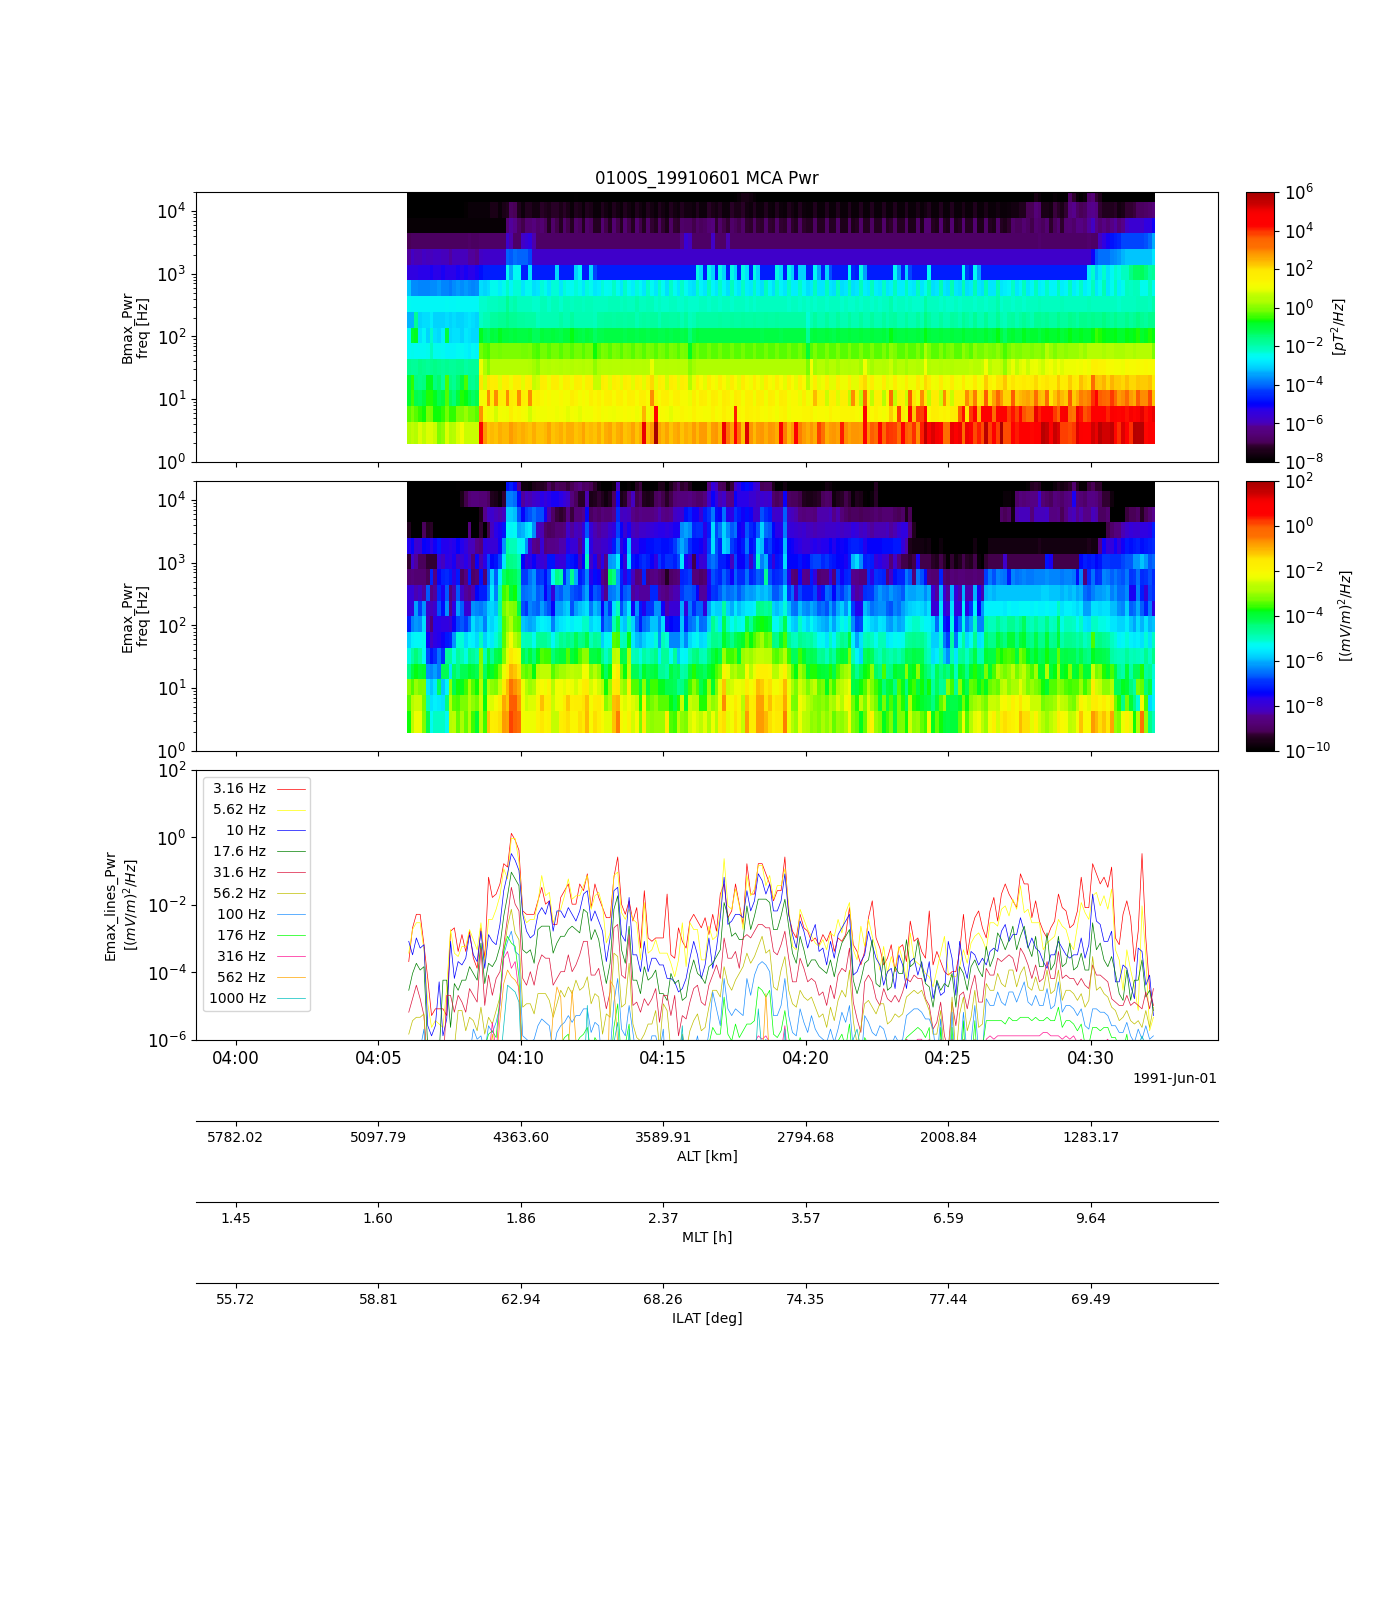 0100S_19910601 MCA Pwr
10^4
10^3
10^2
10^1
10^0
Bmax_Pwr
freq [Hz]
10^6
10^4
10^2
10^0
10^-2
10^-4
10^-6
10^-8
[pT^2/Hz]
10^4
10^3
10^2
10^1
10^0
Emax_Pwr
freq [Hz]
10^2
10^0
10^-2
10^-4
10^-6
10^-8
10^-10
[(mV/m)^2/Hz]
10^2
10^0
10^-2
10^-4
10^-6
Emax_lines_Pwr
[(mV/m)^2/Hz]
3.16 Hz
5.62 Hz
10 Hz
17.6 Hz
31.6 Hz
56.2 Hz
100 Hz
176 Hz
316 Hz
562 Hz
1000 Hz
04:00 04:05 04:10 04:15 04:20 04:25 04:30
1991-Jun-01
5782.02 5097.79 4363.60 3589.91 2794.68 2008.84 1283.17
ALT [km]
1.45 1.60 1.86 2.37 3.57 6.59 9.64
MLT [h]
55.72 58.81 62.94 68.26 74.35 77.44 69.49
ILAT [deg]